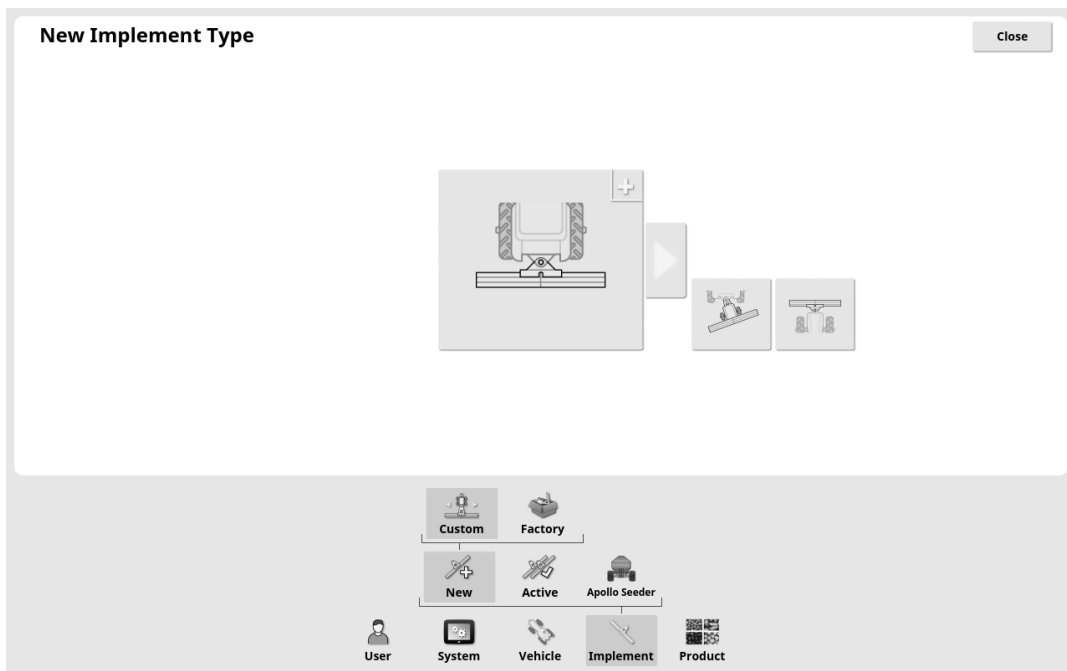 New Implement Type
Close
Custom
Factory
New
Active
Apollo Seeder
User
System
Vehicle
Implement
Product